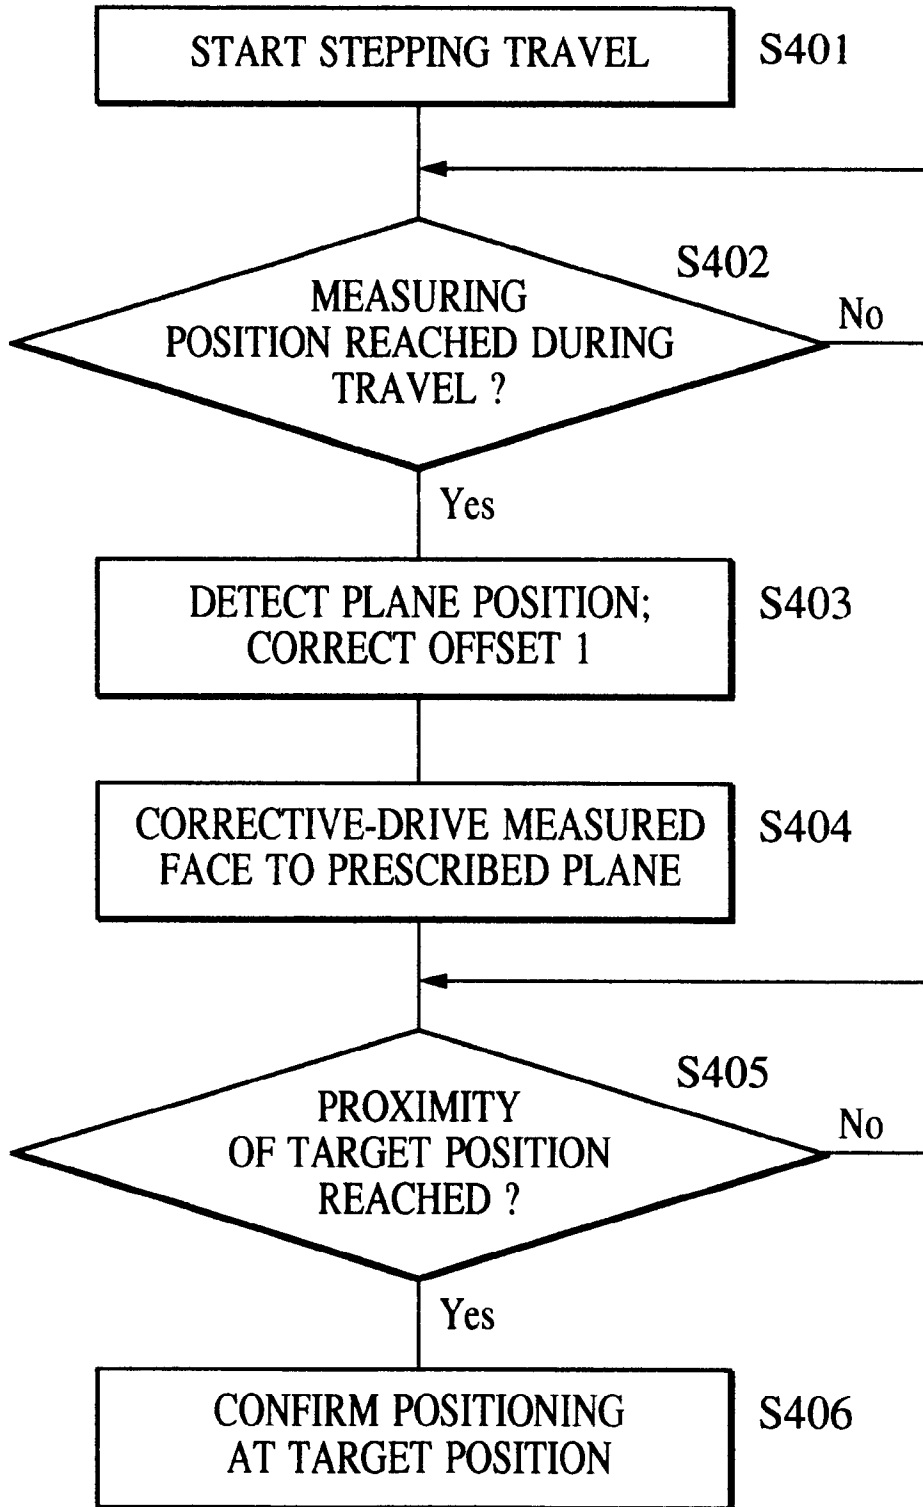 START STEPPING TRAVEL
S401
S402
MEASURING
POSITION REACHED DURING
TRAVEL ?
No
Yes
DETECT PLANE POSITION;
CORRECT OFFSET 1
S403
CORRECTIVE-DRIVE MEASURED
FACE TO PRESCRIBED PLANE
S404
S405
PROXIMITY
OF TARGET POSITION
REACHED ?
No
Yes
CONFIRM POSITIONING
AT TARGET POSITION
S406